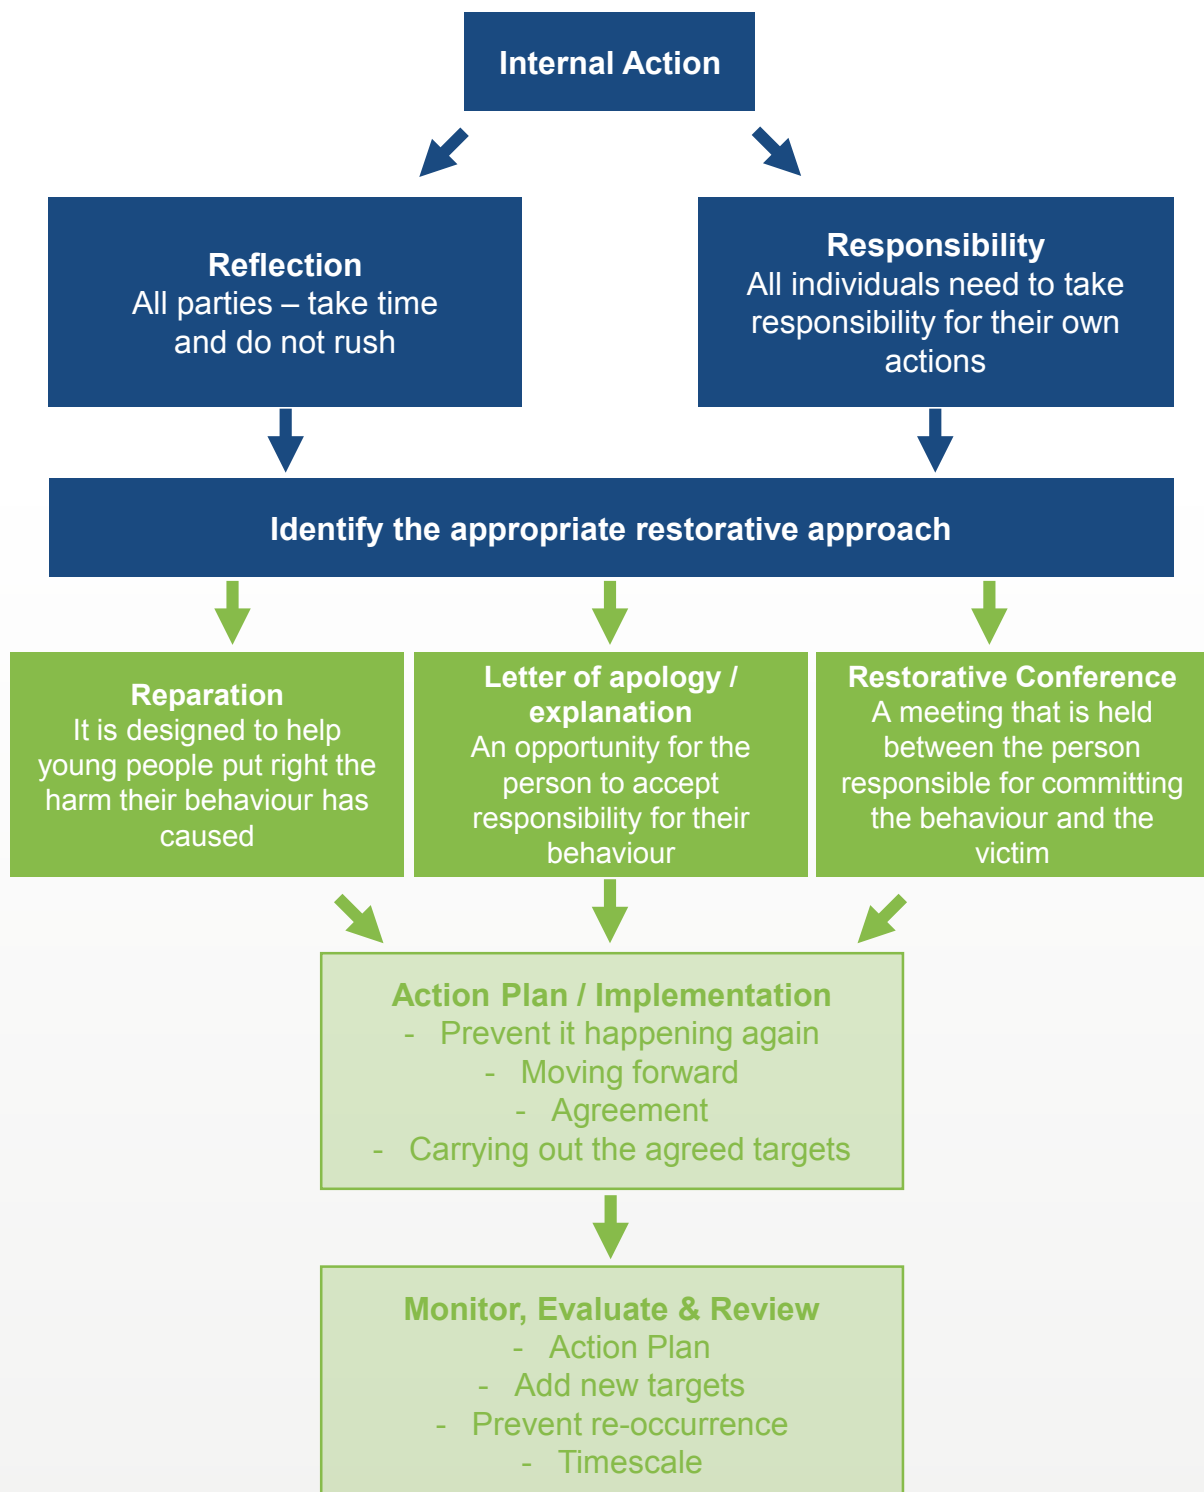 Internal Action
Reflection
All parties – take time
and do not rush
Responsibility
All individuals need to take
responsibility for their own
actions
Identify the appropriate restorative approach
Reparation
It is designed to help
young people put right the
harm their behaviour has
caused
Letter of apology /
explanation
An opportunity for the
person to accept
responsibility for their
behaviour
Restorative Conference
A meeting that is held
between the person
responsible for committing
the behaviour and the
victim
Action Plan / Implementation
- Prevent it happening again
- Moving forward
- Agreement
- Carrying out the agreed targets
Monitor, Evaluate & Review
- Action Plan
- Add new targets
- Prevent re-occurrence
- Timescale